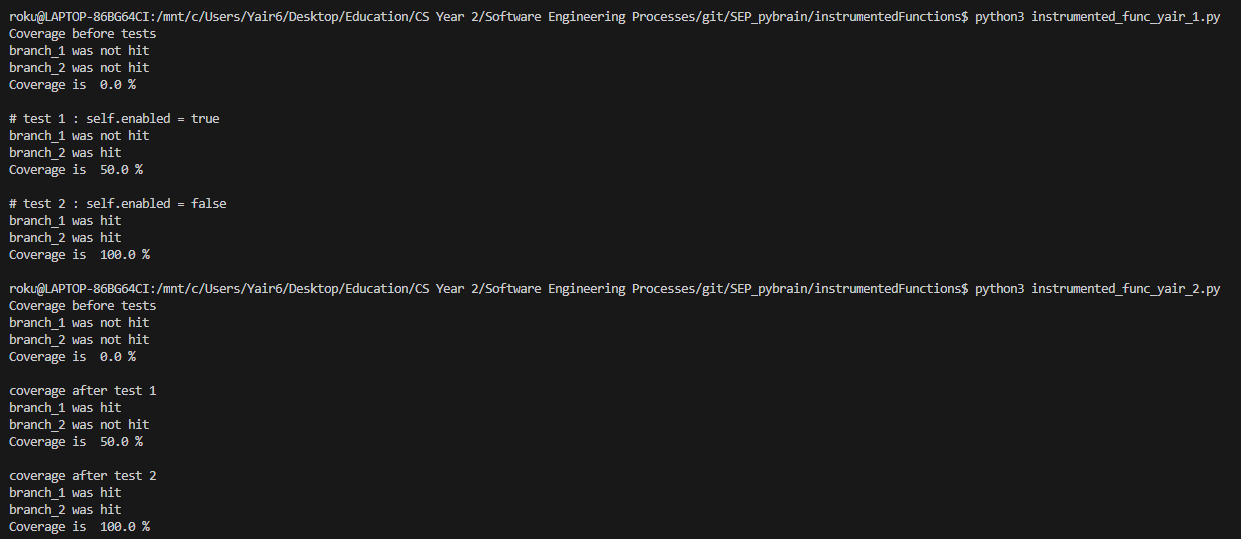 roku@LAPTOP-86BG64CI:/mnt/c/Users/Yair6/Desktop/Education/CS Year 2/Software Engineering Processes/git/SEP_pybrain/instrumentedFunctions$ python3 instrumented_func_yair_1.py
Coverage before tests
branch_1 was not hit
branch_2 was not hit
Coverage is  0.0 %

# test 1 : self.enabled = true
branch_1 was not hit
branch_2 was hit
Coverage is  50.0 %

# test 2 : self.enabled = false
branch_1 was hit
branch_2 was hit
Coverage is  100.0 %

roku@LAPTOP-86BG64CI:/mnt/c/Users/Yair6/Desktop/Education/CS Year 2/Software Engineering Processes/git/SEP_pybrain/instrumentedFunctions$ python3 instrumented_func_yair_2.py
Coverage before tests
branch_1 was not hit
branch_2 was not hit
Coverage is  0.0 %

coverage after test 1
branch_1 was hit
branch_2 was not hit
Coverage is  50.0 %

coverage after test 2
branch_1 was hit
branch_2 was hit
Coverage is  100.0 %